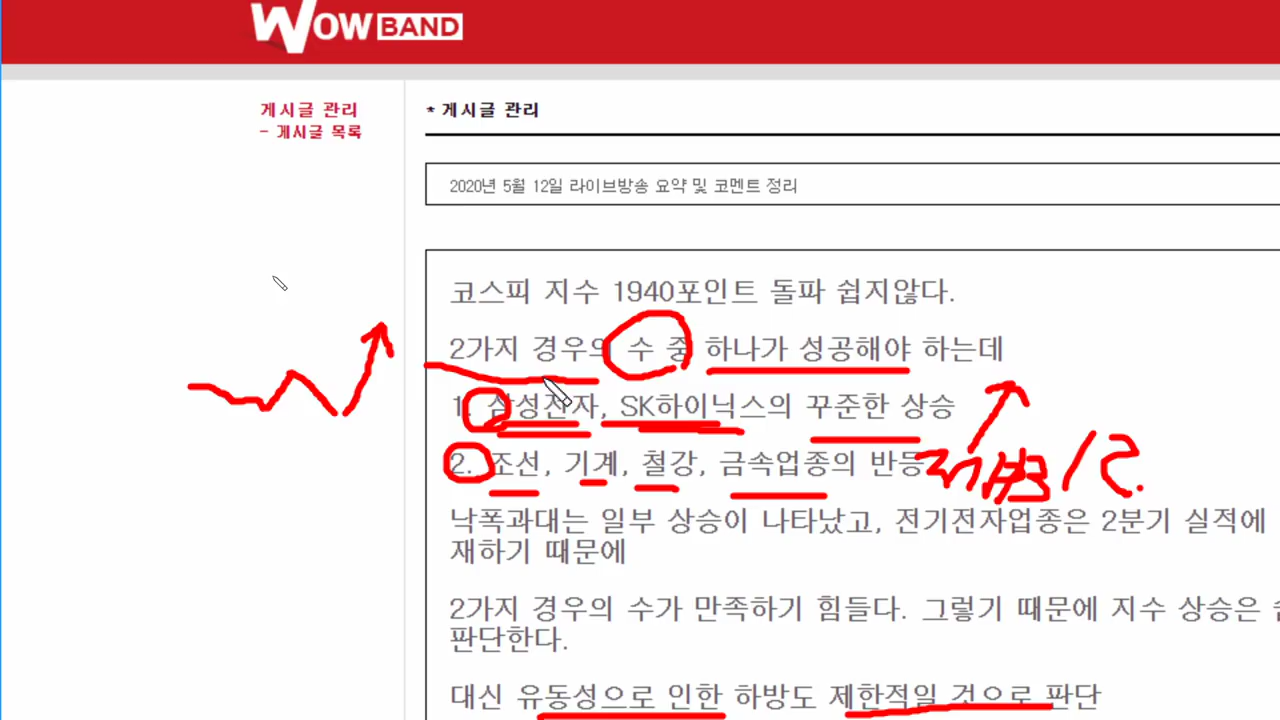 WOWBAND
게시글 관리
- 게시글 목록
* 게시글 관리
2020년 5월 12일 라이브방송 요약 및 코멘트 정리
코스피 지수 1940포인트 돌파 쉽지않다.
2가지 경우의 수 중 하나가 성공해야 하는데
1. 삼성전자, SK하이닉스의 꾸준한 상승
2. 조선, 기계, 철강, 금속업종의 반등
낙폭과대는 일부 상승이 나타났고, 전기전자업종은 2분기 실적에
재하기 때문에
2가지 경우의 수가 만족하기 힘들다. 그렇기 때문에 지수 상승은
판단한다.
대신 유동성으로 인한 하방도 제한적일 것으로 판단